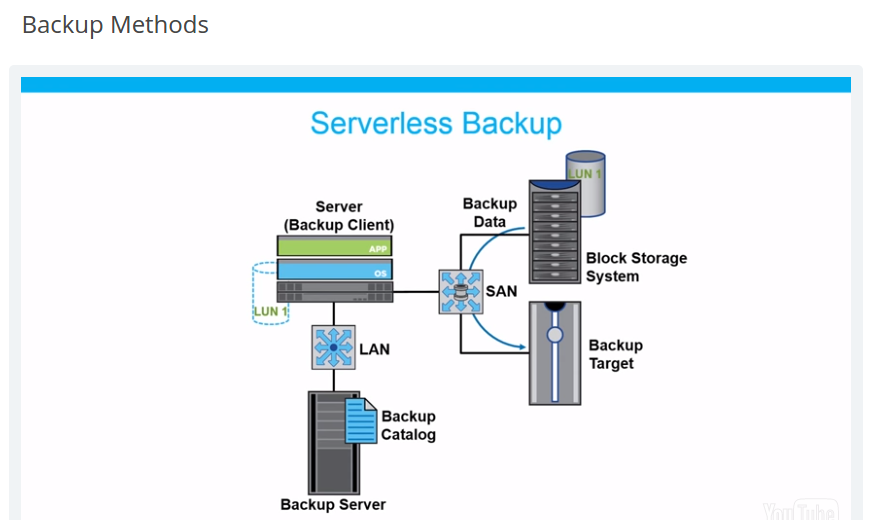 Backup Methods
Serverless Backup
LUN 1
Server
(Backup Client)
Backup
Data
APP
OS
Block Storage
System
SAN
LUN 1
LAN
Backup
Target
Backup
Catalog
Backup Server
YouTube